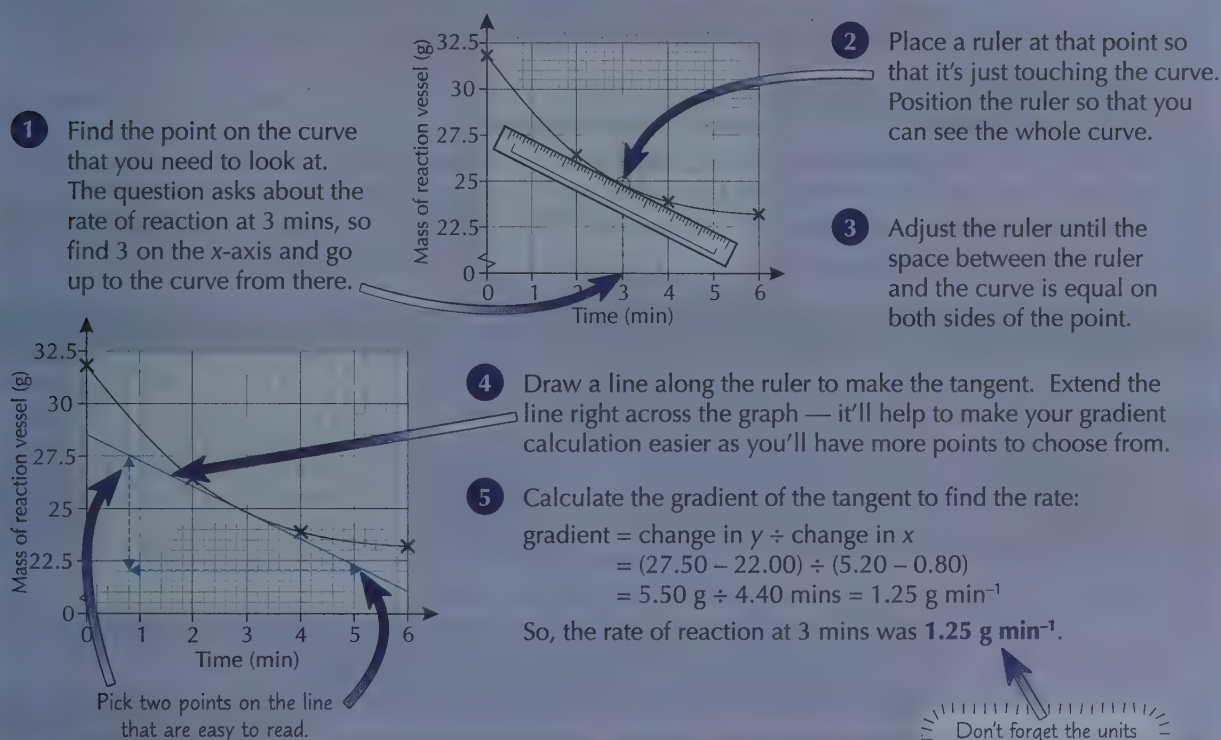 1 Find the point on the curve
that you need to look at.
The question asks about the
rate of reaction at 3 mins, so
find 3 on the x-axis and go
up to the curve from there.
Mass of reaction vessel (g)
32.5
30
27.5
25
22.5
0
0 1 2 3 4 5 6
Time (min)
2 Place a ruler at that point so
that it's just touching the curve.
Position the ruler so that you
can see the whole curve.
3 Adjust the ruler until the
space between the ruler
and the curve is equal on
both sides of the point.
Mass of reaction vessel (g)
32.5
30
27.5
25
22.5
0
0 1 2 3 4 5 6
Time (min)
Pick two points on the line
that are easy to read.
4 Draw a line along the ruler to make the tangent. Extend the
line right across the graph — it'll help to make your gradient
calculation easier as you'll have more points to choose from.
5 Calculate the gradient of the tangent to find the rate:
gradient = change in y ÷ change in x
= (27.50 – 22.00) ÷ (5.20 – 0.80)
= 5.50 g ÷ 4.40 mins = 1.25 g min⁻¹
So, the rate of reaction at 3 mins was 1.25 g min⁻¹.
Don't forget the units